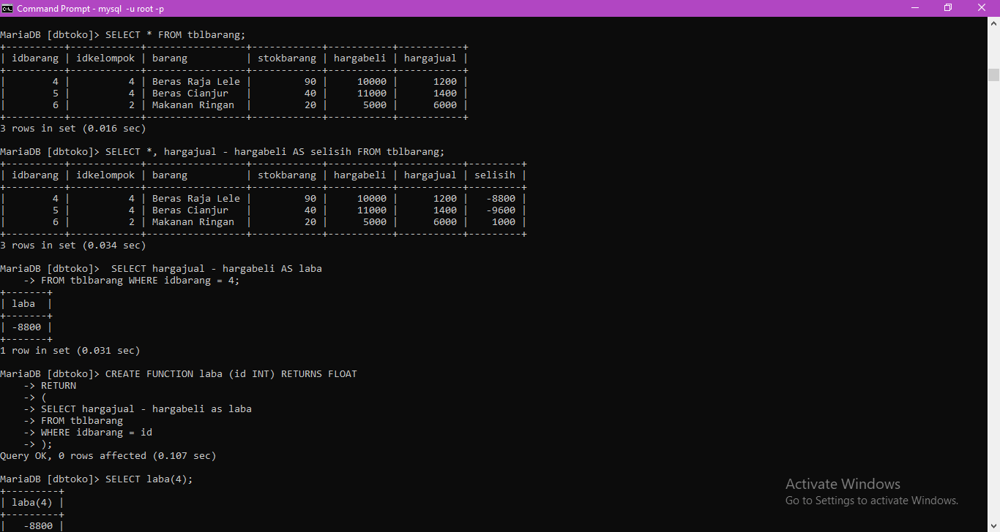 Command Prompt - mysql -u root -p
MariaDB [dbtoko]> SELECT * FROM tblbarang;
+----------+------------+-----------------+------------+-----------+-----------+
| idbarang | idkelompok | barang          | stokbarang | hargabeli | hargajual |
+----------+------------+-----------------+------------+-----------+-----------+
|        4 |          4 | Beras Raja Lele |         90 |     10000 |      1200 |
|        5 |          4 | Beras Cianjur   |         40 |     11000 |      1400 |
|        6 |          2 | Makanan Ringan  |         20 |      5000 |      6000 |
+----------+------------+-----------------+------------+-----------+-----------+
3 rows in set (0.016 sec)
MariaDB [dbtoko]> SELECT *, hargajual - hargabeli AS selisih FROM tblbarang;
+----------+------------+-----------------+------------+-----------+-----------+---------+
| idbarang | idkelompok | barang          | stokbarang | hargabeli | hargajual | selisih |
+----------+------------+-----------------+------------+-----------+-----------+---------+
|        4 |          4 | Beras Raja Lele |         90 |     10000 |      1200 |   -8800 |
|        5 |          4 | Beras Cianjur   |         40 |     11000 |      1400 |   -9600 |
|        6 |          2 | Makanan Ringan  |         20 |      5000 |      6000 |    1000 |
+----------+------------+-----------------+------------+-----------+-----------+---------+
3 rows in set (0.034 sec)
MariaDB [dbtoko]>  SELECT hargajual - hargabeli AS laba
    -> FROM tblbarang WHERE idbarang = 4;
+-------+
| laba  |
+-------+
| -8800 |
+-------+
1 row in set (0.031 sec)
MariaDB [dbtoko]> CREATE FUNCTION laba (id INT) RETURNS FLOAT
    -> RETURN
    -> (
    -> SELECT hargajual - hargabeli as laba
    -> FROM tblbarang
    -> WHERE idbarang = id
    -> );
Query OK, 0 rows affected (0.107 sec)
MariaDB [dbtoko]> SELECT laba(4);
+---------+
| laba(4) |
+---------+
|   -8800 |
Activate Windows
Go to Settings to activate Windows.